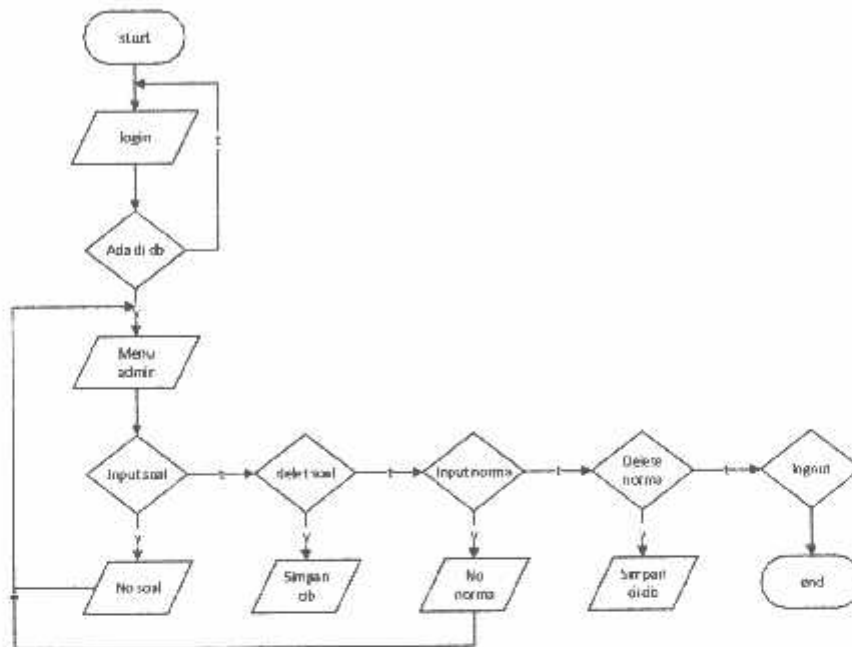 start
login
t
Ada di db
y
Menu
admin
Input soal
t
delet soal
t
Input norma
t
Delete
norma
t
logout
y
y
y
y
No soal
Simpan
db
No
norma
Simpan
di db
end